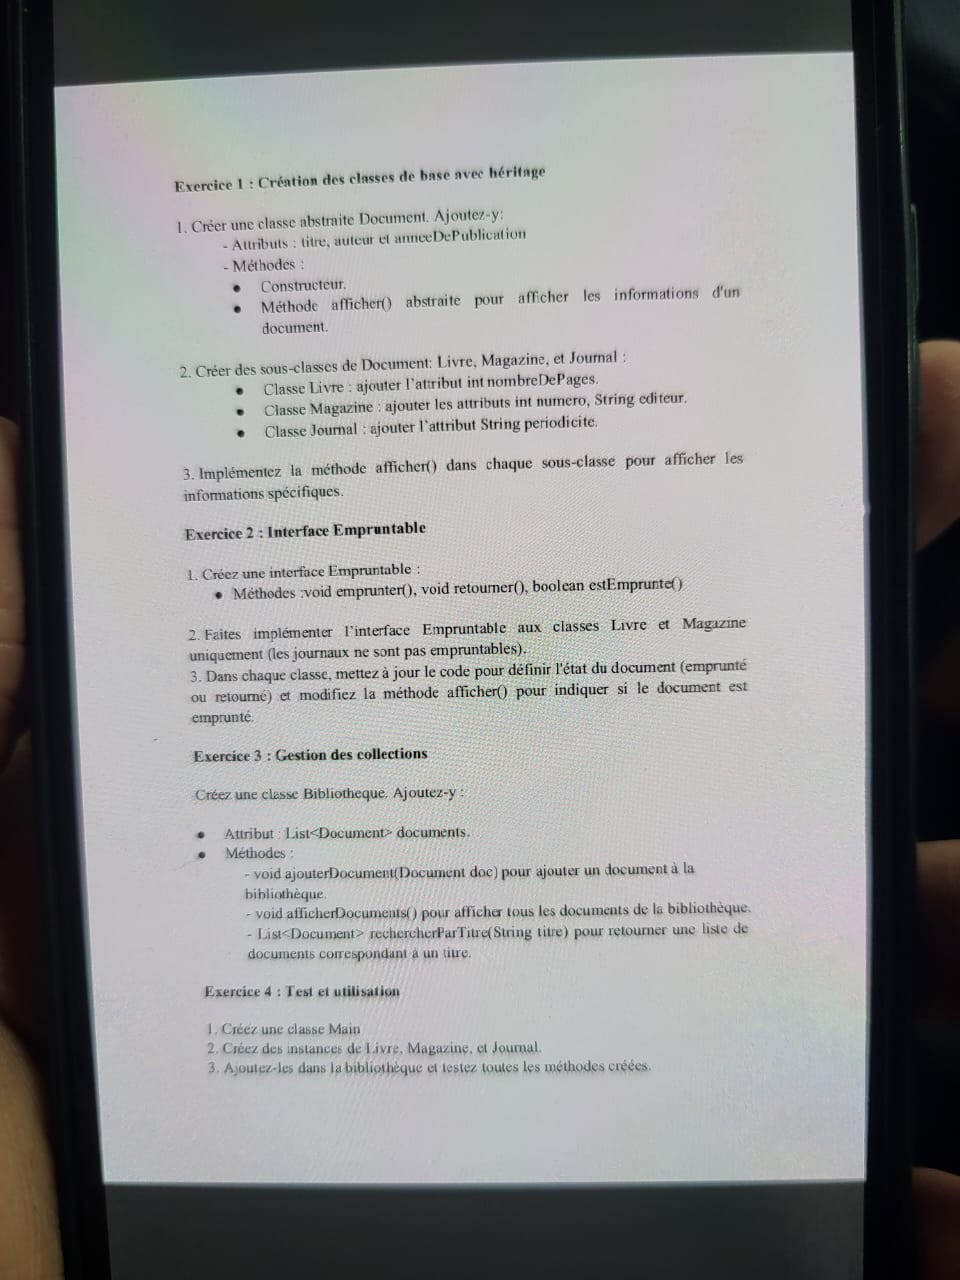 Exercice 1 : Création des classes de base avec héritage
1. Créer une classe abstraite Document. Ajoutez-y:
- Attributs : titre, auteur et anneeDePublication
- Méthodes :
• Constructeur.
• Méthode afficher() abstraite pour afficher les informations d'un
document.
2. Créer des sous-classes de Document: Livre, Magazine, et Journal :
• Classe Livre : ajouter l'attribut int nombreDePages.
• Classe Magazine : ajouter les attributs int numero, String editeur.
• Classe Journal : ajouter l'attribut String periodicite.
3. Implémentez la méthode afficher() dans chaque sous-classe pour afficher les
informations spécifiques.
Exercice 2 : Interface Empruntable
1. Créez une interface Empruntable :
• Méthodes :void emprunter(), void retourner(), boolean estEmprunte()
2. Faites implémenter l'interface Empruntable aux classes Livre et Magazine
uniquement (les journaux ne sont pas empruntables).
3. Dans chaque classe, mettez à jour le code pour définir l'état du document (emprunté
ou retourné) et modifiez la méthode afficher() pour indiquer si le document est
emprunté.
Exercice 3 : Gestion des collections
Créez une classe Bibliotheque. Ajoutez-y :
• Attribut : List<Document> documents.
• Méthodes :
- void ajouterDocument(Document doc) pour ajouter un document à la
bibliothèque.
- void afficherDocuments() pour afficher tous les documents de la bibliothèque.
- List<Document> rechercherParTitre(String titre) pour retourner une liste de
documents correspondant à un titre.
Exercice 4 : Test et utilisation
1. Créez une classe Main
2. Créez des instances de Livre, Magazine, et Journal.
3. Ajoutez-les dans la bibliothèque et testez toutes les méthodes créées.